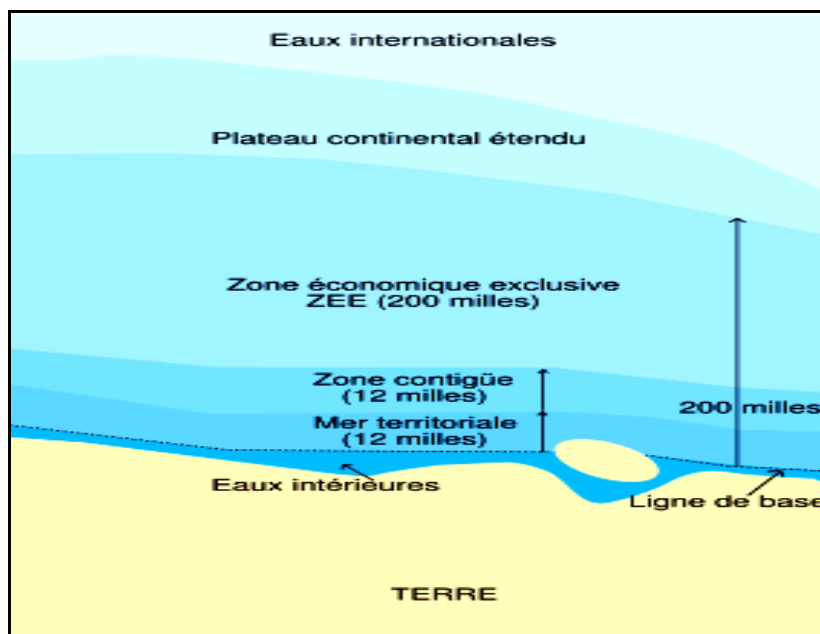 Eaux internationales
Plateau continental étendu
Zone économique exclusive
ZEE (200 milles)
Zone contigüe
(12 milles)
200 milles
Mer territoriale
(12 milles)
Eaux intérieures
Ligne de base
TERRE